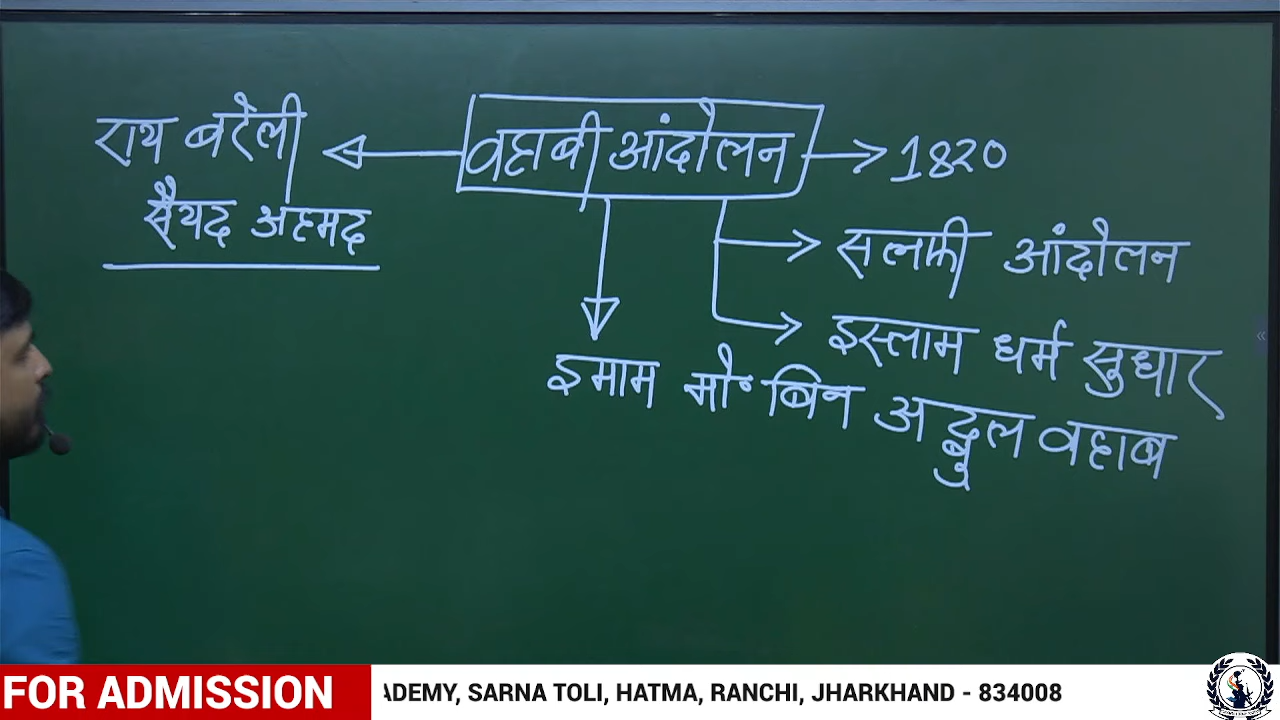 राय बरेली
सैयद अहमद
वहाबी आंदोलन
1820
सलफी आंदोलन
इस्लाम धर्म सुधार
इमाम मो॰ बिन अब्दुल वहाब
FOR ADMISSION
ADEMY, SARNA TOLI, HATMA, RANCHI, JHARKHAND - 834008